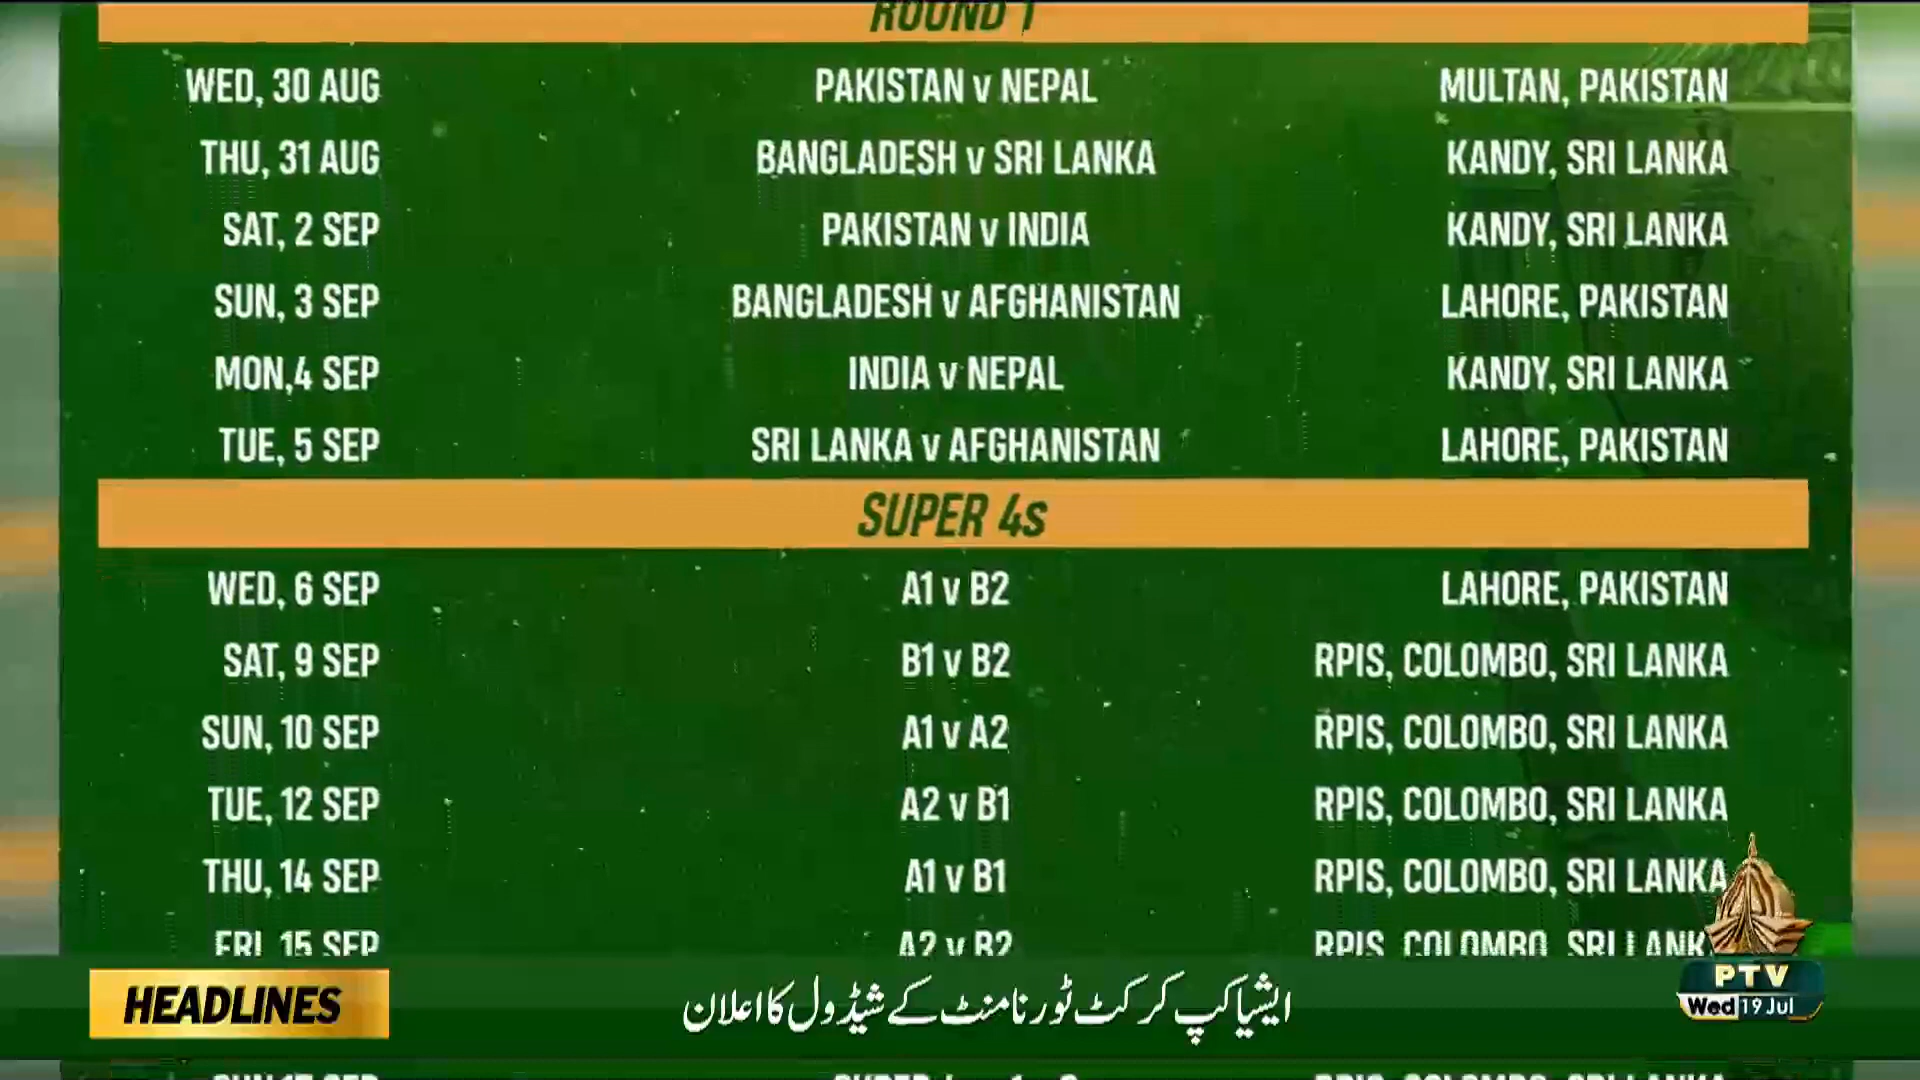 ROUND 1
WED, 30 AUG PAKISTAN v NEPAL MULTAN, PAKISTAN
THU, 31 AUG BANGLADESH v SRI LANKA KANDY, SRI LANKA
SAT, 2 SEP PAKISTAN v INDIA KANDY, SRI LANKA
SUN, 3 SEP BANGLADESH v AFGHANISTAN LAHORE, PAKISTAN
MON,4 SEP INDIA v NEPAL KANDY, SRI LANKA
TUE, 5 SEP SRI LANKA v AFGHANISTAN LAHORE, PAKISTAN
SUPER 4s
WED, 6 SEP A1 v B2 LAHORE, PAKISTAN
SAT, 9 SEP B1 v B2 RPIS, COLOMBO, SRI LANKA
SUN, 10 SEP A1 v A2 RPIS, COLOMBO, SRI LANKA
TUE, 12 SEP A2 v B1 RPIS, COLOMBO, SRI LANKA
THU, 14 SEP A1 v B1 RPIS, COLOMBO, SRI LANKA
FRI, 15 SEP A2 v B2 RPIS, COLOMBO, SRI LANKA
HEADLINES
ایشیا کپ کرکٹ ٹورنامنٹ کے شیڈول کا اعلان
PTV
Wed 19 Jul